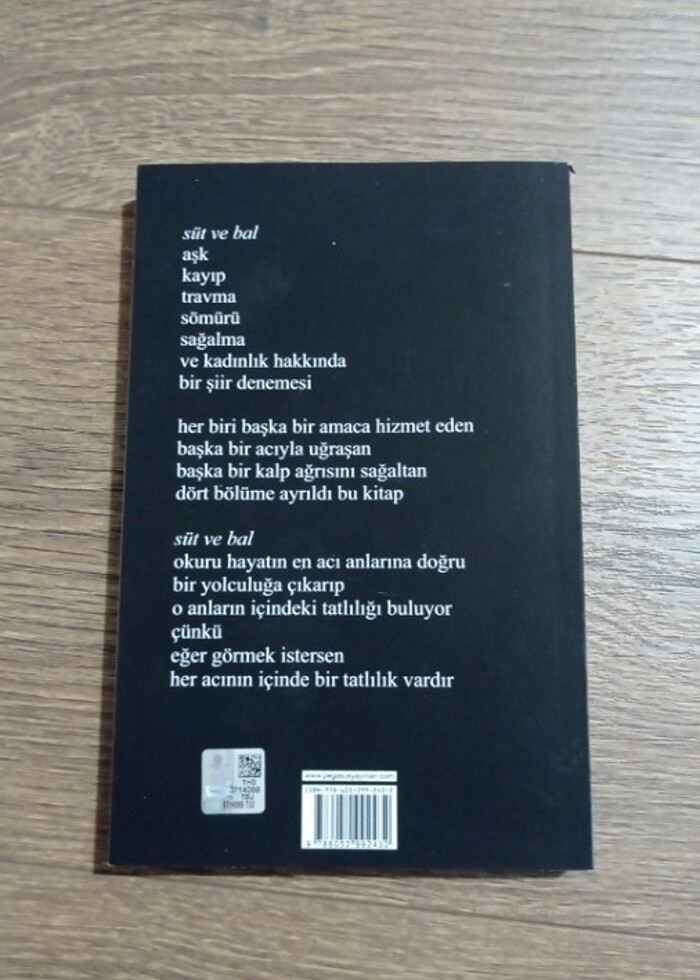 süt ve bal
aşk
kayıp
travma
sömürü
sağalma
ve kadınlık hakkında
bir şiir denemesi
her biri başka bir amaca hizmet eden
başka bir acıyla uğraşan
başka bir kalp ağrısını sağaltan
dört bölüme ayrıldı bu kitap
süt ve bal
okuru hayatın en acı anlarına doğru
bir yolculuğa çıkarıp
o anların içindeki tatlılığı buluyor
çünkü
eğer görmek istersen
her acının içinde bir tatlılık vardır
www.pegasusyayinlari.com